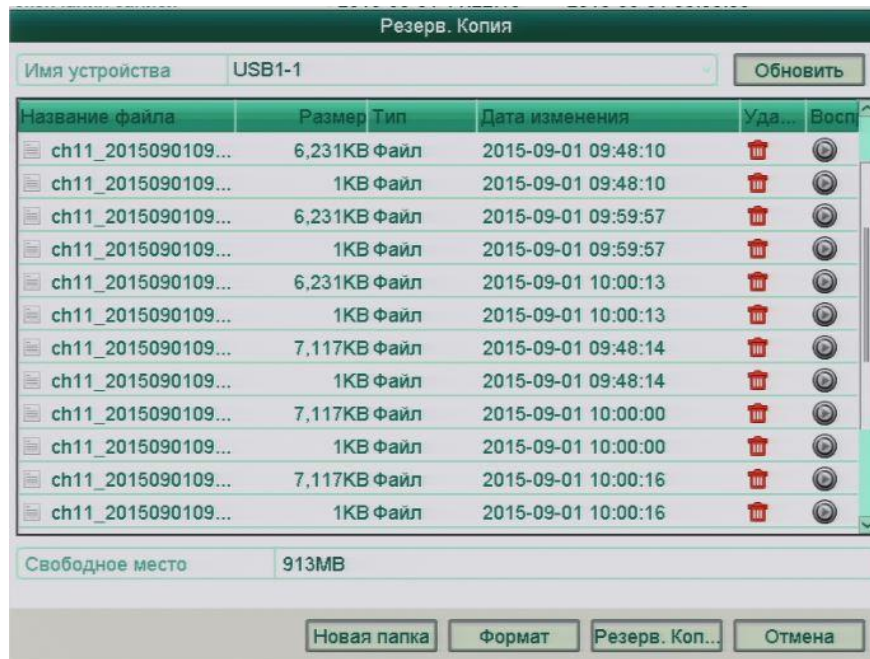 Резерв. Копия
Имя устройства USB1-1 Обновить
Название файла Размер Тип Дата изменения Уда... Восп
ch11_2015090109... 6,231KB Файл 2015-09-01 09:48:10
ch11_2015090109... 1KB Файл 2015-09-01 09:48:10
ch11_2015090109... 6,231KB Файл 2015-09-01 09:59:57
ch11_2015090109... 1KB Файл 2015-09-01 09:59:57
ch11_2015090109... 6,231KB Файл 2015-09-01 10:00:13
ch11_2015090109... 1KB Файл 2015-09-01 10:00:13
ch11_2015090109... 7,117KB Файл 2015-09-01 09:48:14
ch11_2015090109... 1KB Файл 2015-09-01 09:48:14
ch11_2015090109... 7,117KB Файл 2015-09-01 10:00:00
ch11_2015090109... 1KB Файл 2015-09-01 10:00:00
ch11_2015090109... 7,117KB Файл 2015-09-01 10:00:16
ch11_2015090109... 1KB Файл 2015-09-01 10:00:16
Свободное место 913MB
Новая папка Формат Резерв. Коп... Отмена